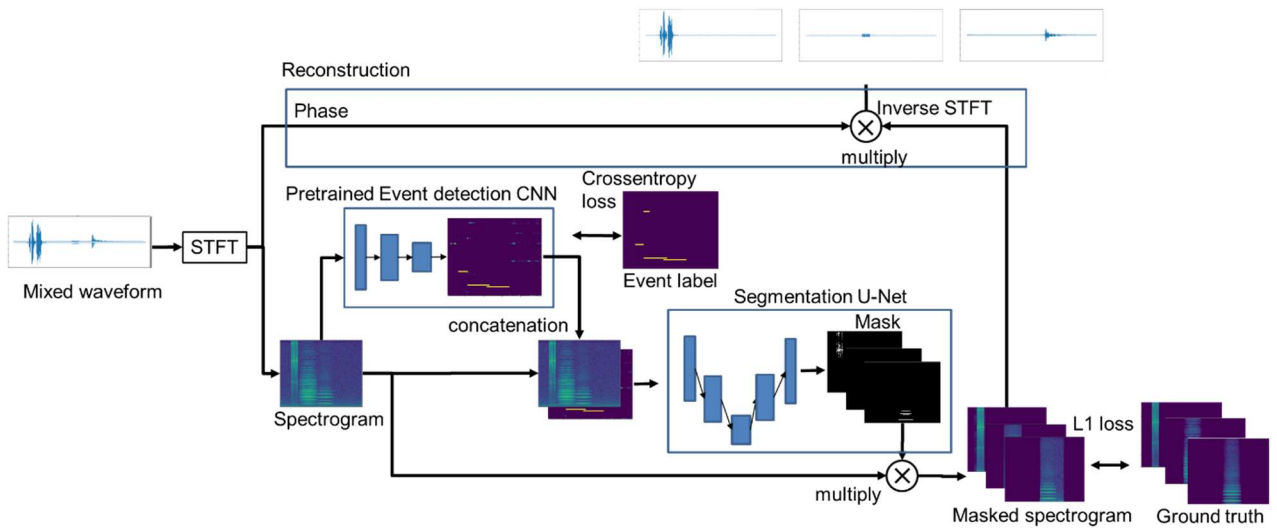 Reconstruction
Phase
Inverse STFT
multiply
Pretrained Event detection CNN
Crossentropy
loss
STFT
Mixed waveform
Event label
Segmentation U-Net
Mask
concatenation
Spectrogram
L1 loss
multiply
Masked spectrogram
Ground truth